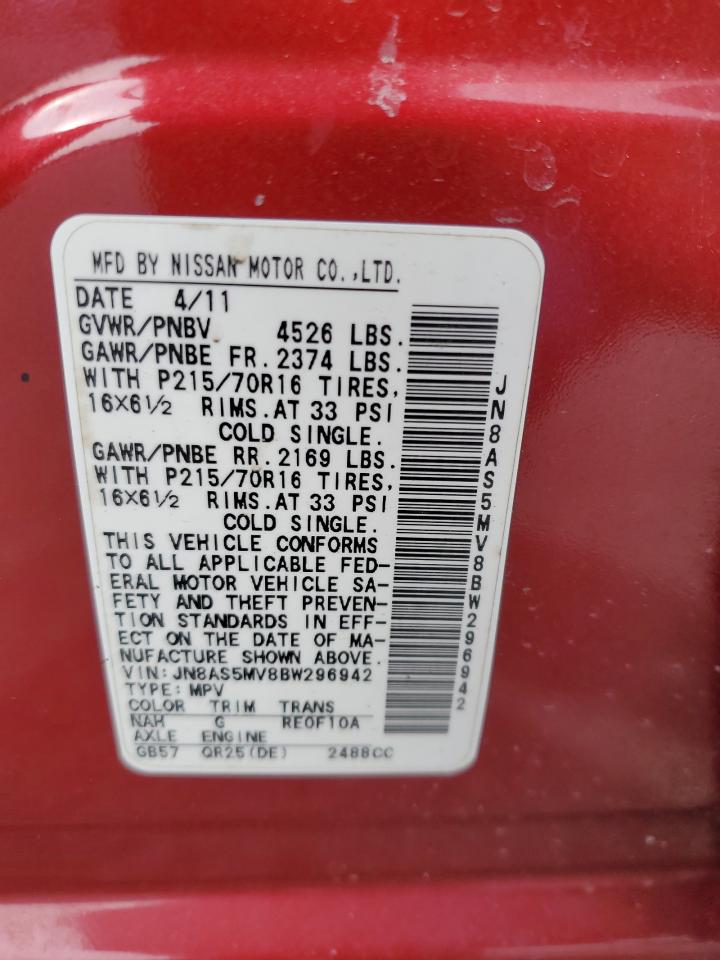 MFD BY NISSAN MOTOR CO.,LTD.
DATE 4/11
GVWR/PNBV 4526 LBS.
GAWR/PNBE FR. 2374 LBS.
WITH P215/70R16 TIRES,
16X6½ RIMS.AT 33 PSI
COLD SINGLE.
GAWR/PNBE RR. 2169 LBS.
WITH P215/70R16 TIRES,
16X6½ RIMS.AT 33 PSI
COLD SINGLE.
THIS VEHICLE CONFORMS
TO ALL APPLICABLE FED-
ERAL MOTOR VEHICLE SA-
FETY AND THEFT PREVEN-
TION STANDARDS IN EFF-
ECT ON THE DATE OF MA-
NUFACTURE SHOWN ABOVE.
VIN: JN8AS5MV8BW296942
TYPE: MPV
COLOR TRIM TRANS
NAH G RE0F10A
AXLE ENGINE
GB57 QR25(DE) 2488CC
JN8AS5MV8BW296942